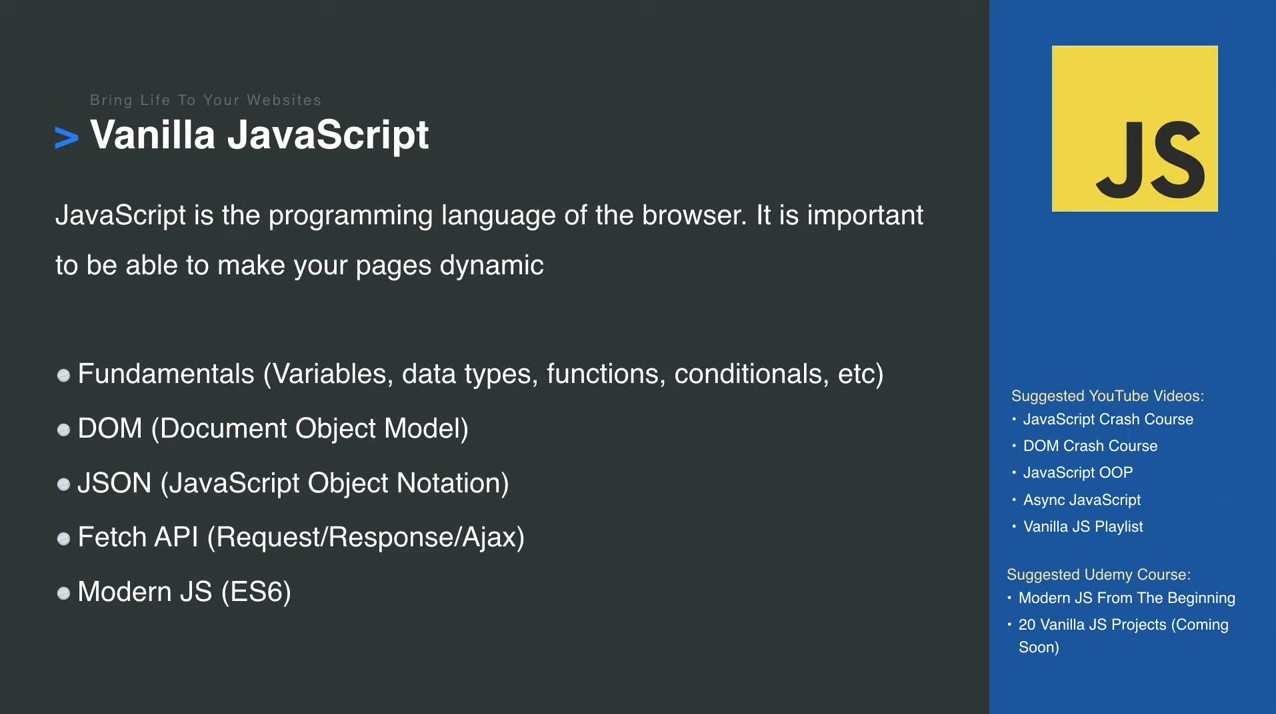 Bring Life To Your Websites
> Vanilla JavaScript
JavaScript is the programming language of the browser. It is important
to be able to make your pages dynamic
Fundamentals (Variables, data types, functions, conditionals, etc)
DOM (Document Object Model)
JSON (JavaScript Object Notation)
Fetch API (Request/Response/Ajax)
Modern JS (ES6)
JS
Suggested YouTube Videos:
• JavaScript Crash Course
• DOM Crash Course
• JavaScript OOP
• Async JavaScript
• Vanilla JS Playlist
Suggested Udemy Course:
• Modern JS From The Beginning
• 20 Vanilla JS Projects (Coming
Soon)